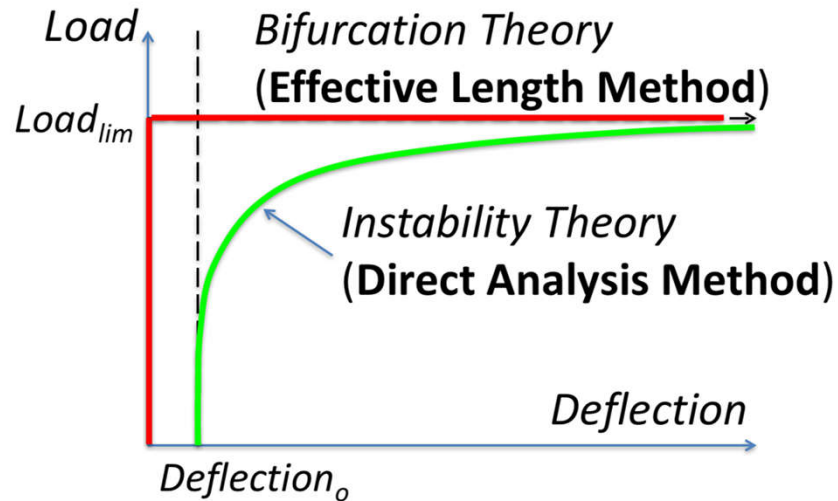 Load
Bifurcation Theory
(Effective Length Method)
Load_lim
Instability Theory
(Direct Analysis Method)
Deflection
Deflection_o